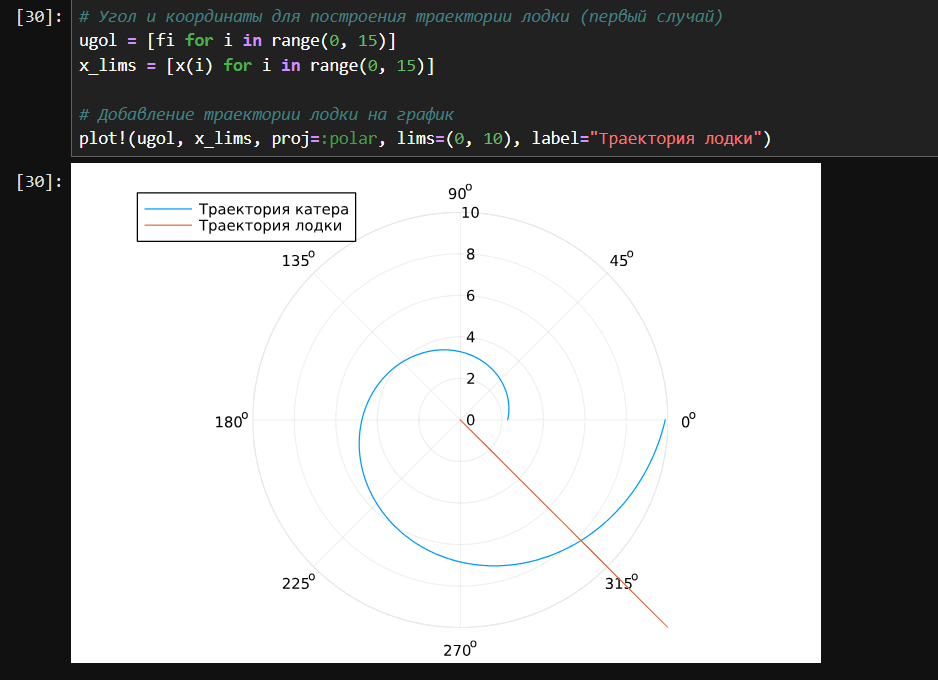 [30]: # Угол и координаты для построения траектории лодки (первый случай)
ugol = [fi for i in range(0, 15)]
x_lims = [x(i) for i in range(0, 15)]
# Добавление траектории лодки на график
plot!(ugol, x_lims, proj=:polar, lims=(0, 10), label="Траектория лодки")
[30]:
Траектория катера
Траектория лодки
90°
10
135°
45°
8
6
4
2
180°
0
0°
225°
315°
270°